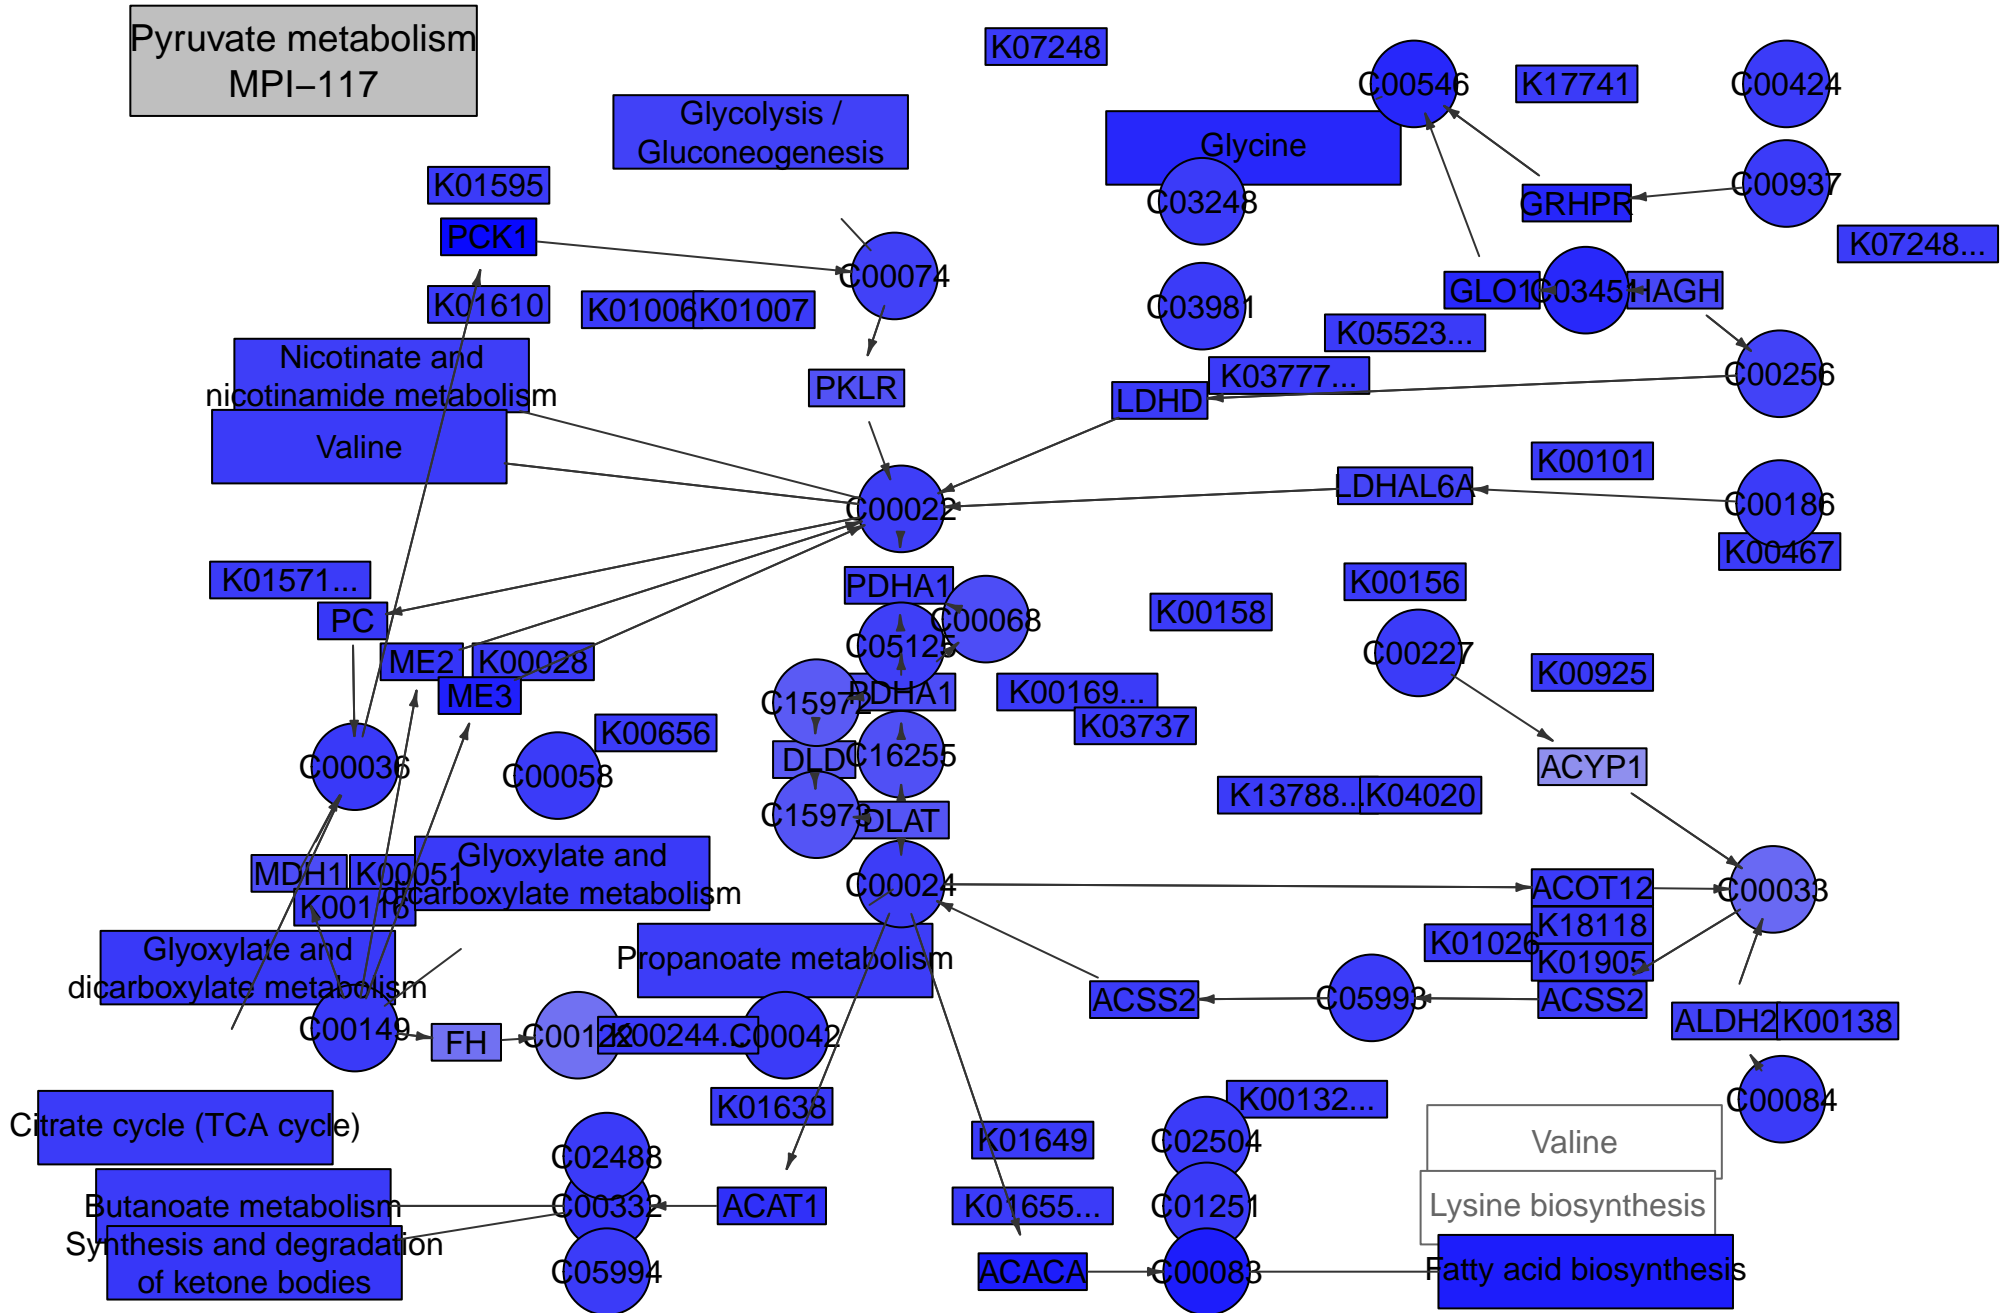 Pyruvate metabolism
MPI−117
K07248
C00546
K17741
C00424
Glycolysis /
Gluconeogenesis
Glycine
K01595
C03248
GRHPR
C00937
PCK1
K07248...
C00074
GLO1
C03451
HAGH
K01610
K01006
K01007
C03981
K05523...
Nicotinate and
nicotinamide metabolism
PKLR
K03777...
C00256
LDHD
Valine
K00101
LDHAL6A
C00186
C00022
K00467
K01571...
PDHA1
K00156
PC
C00068
K00158
C05125
C00227
ME2
K00028
K00925
ME3
C15972
PDHA1
K00169...
K03737
K00656
C00036
C00058
DLD
C16255
ACYP1
K13788...
K04020
C15973
DLAT
MDH1
K00051
Glyoxylate and
dicarboxylate metabolism
C00024
ACOT12
C00033
K00116
K18118
K01026
Glyoxylate and
dicarboxylate metabolism
Propanoate metabolism
K01905
ACSS2
C05993
ACSS2
C00149
FH
C00122
K00244...
C00042
ALDH2
K00138
K01638
K00132...
C00084
Citrate cycle (TCA cycle)
C02488
K01649
C02504
Valine
Butanoate metabolism
C00332
ACAT1
K01655...
C01251
Lysine biosynthesis
Synthesis and degradation
of ketone bodies
C05994
ACACA
C00083
Fatty acid biosynthesis